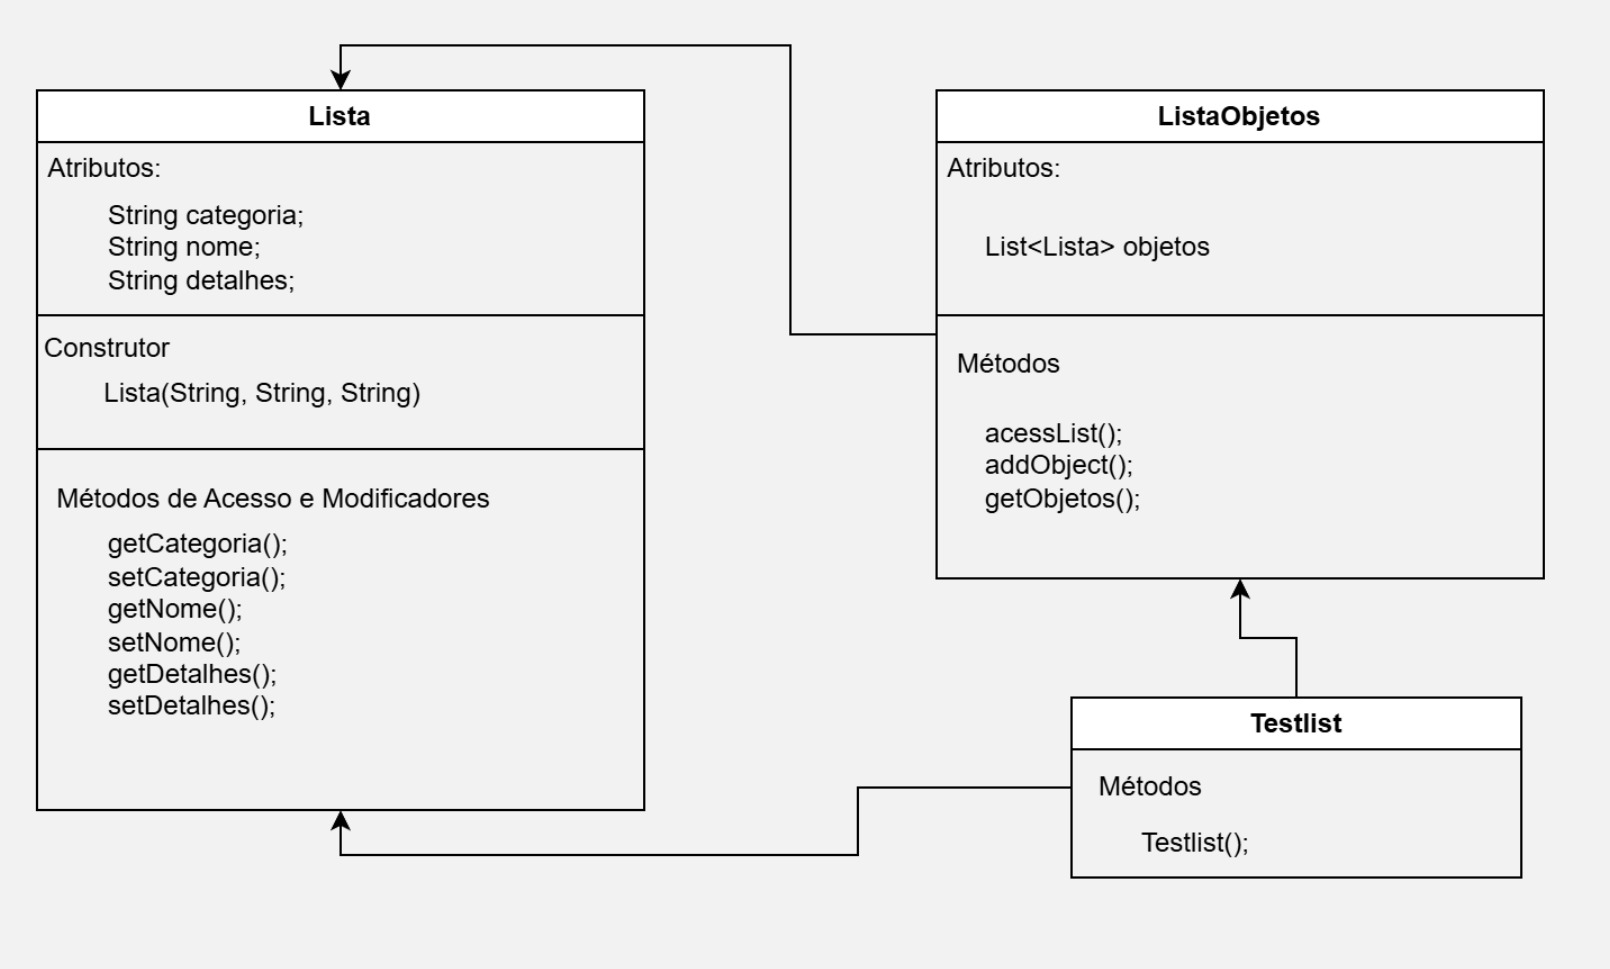 Lista
Atributos:
String categoria;
String nome;
String detalhes;
Construtor
Lista(String, String, String)
Métodos de Acesso e Modificadores
getCategoria();
setCategoria();
getNome();
setNome();
getDetalhes();
setDetalhes();
ListaObjetos
Atributos:
List<Lista> objetos
Métodos
acessList();
addObject();
getObjetos();
Testlist
Métodos
Testlist();